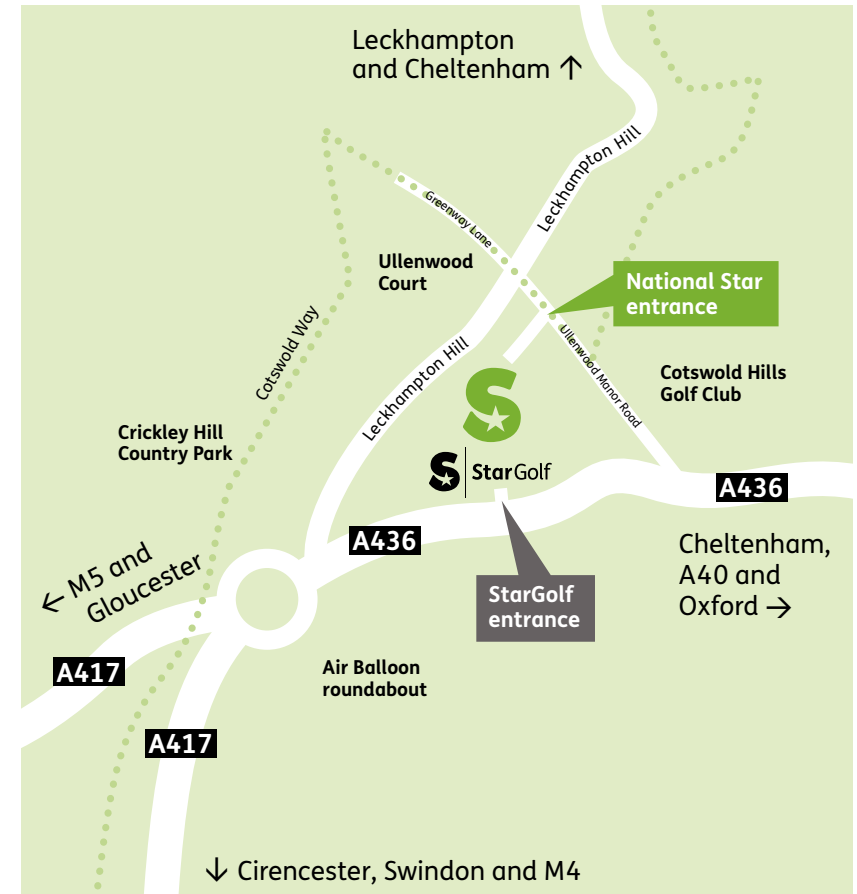 Leckhampton
and Cheltenham ↑
Leckhampton Hill
Greenway Lane
Ullenwood
Court
National Star
entrance
Cotswold Way
Leckhampton Hill
Ullenwood Manor Road
Cotswold Hills
Golf Club
Crickley Hill
Country Park
S
S StarGolf
A436
A436
← M5 and
Gloucester
StarGolf
entrance
Cheltenham,
A40 and
Oxford →
A417
Air Balloon
roundabout
A417
↓ Cirencester, Swindon and M4